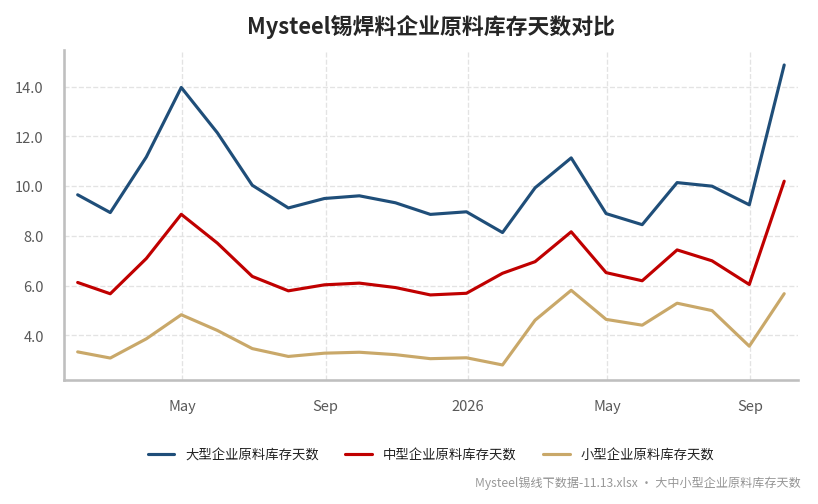 Mysteel锡焊料企业原料库存天数对比
14.0
12.0
10.0
8.0
6.0
4.0
May Sep 2026 May Sep
大型企业原料库存天数 中型企业原料库存天数 小型企业原料库存天数
Mysteel锡线下数据-11.13.xlsx • 大中小型企业原料库存天数